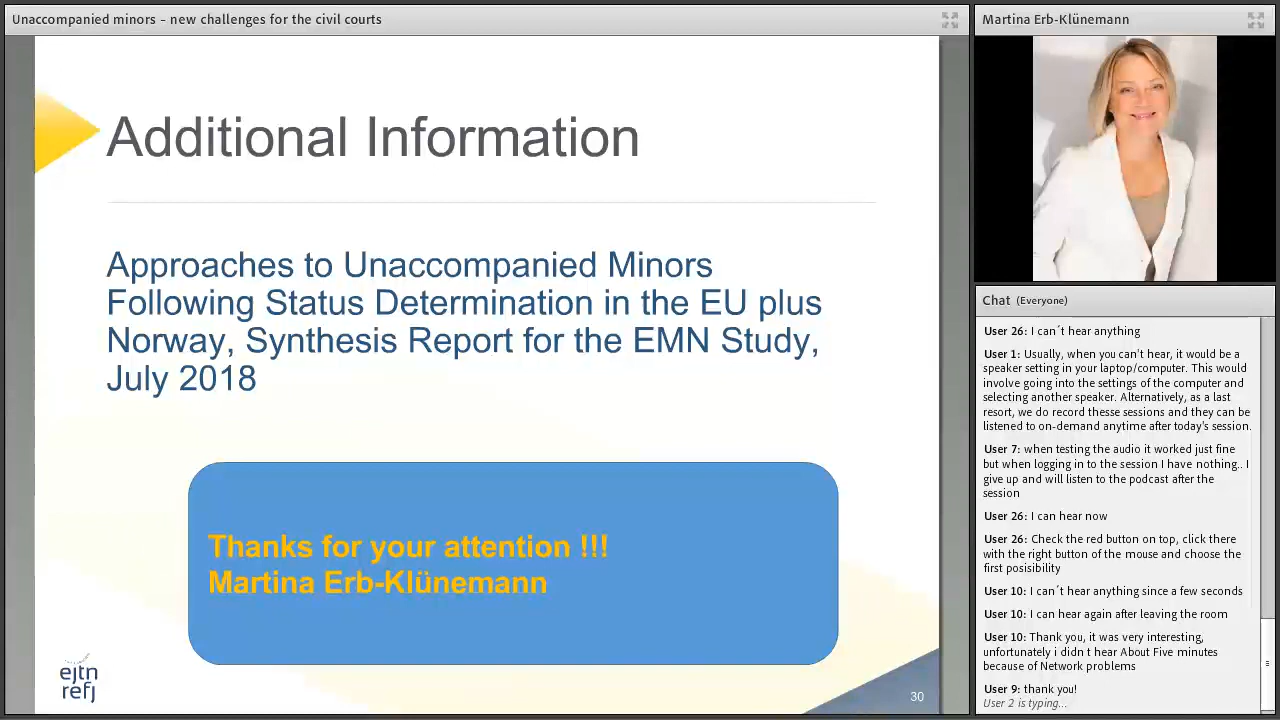 Unaccompanied minors – new challenges for the civil courts
Additional Information
Approaches to Unaccompanied Minors
Following Status Determination in the EU plus
Norway, Synthesis Report for the EMN Study,
July 2018
Thanks for your attention !!!
Martina Erb-Klünemann
ejtn
refj
30
Martina Erb-Klünemann
Chat (Everyone)
User 26: I can´t hear anything
User 1: Usually, when you can't hear, it would be a
speaker setting in your laptop/computer. This would
involve going into the settings of the computer and
selecting another speaker. Alternatively, as a last
resort, we do record thesse sessions and they can be
listened to on-demand anytime after today's session.
User 7: when testing the audio it worked just fine
but when logging in to the session I have nothing.. I
give up and will listen to the podcast after the
session
User 26: I can hear now
User 26: Check the red button on top, click there
with the right button of the mouse and choose the
first posisibility
User 10: I can´t hear anything since a few seconds
User 10: I can hear again after leaving the room
User 10: Thank you, it was very interesting,
unfortunately i didn t hear About Five minutes
because of Network problems
User 9: thank you!
User 2 is typing...